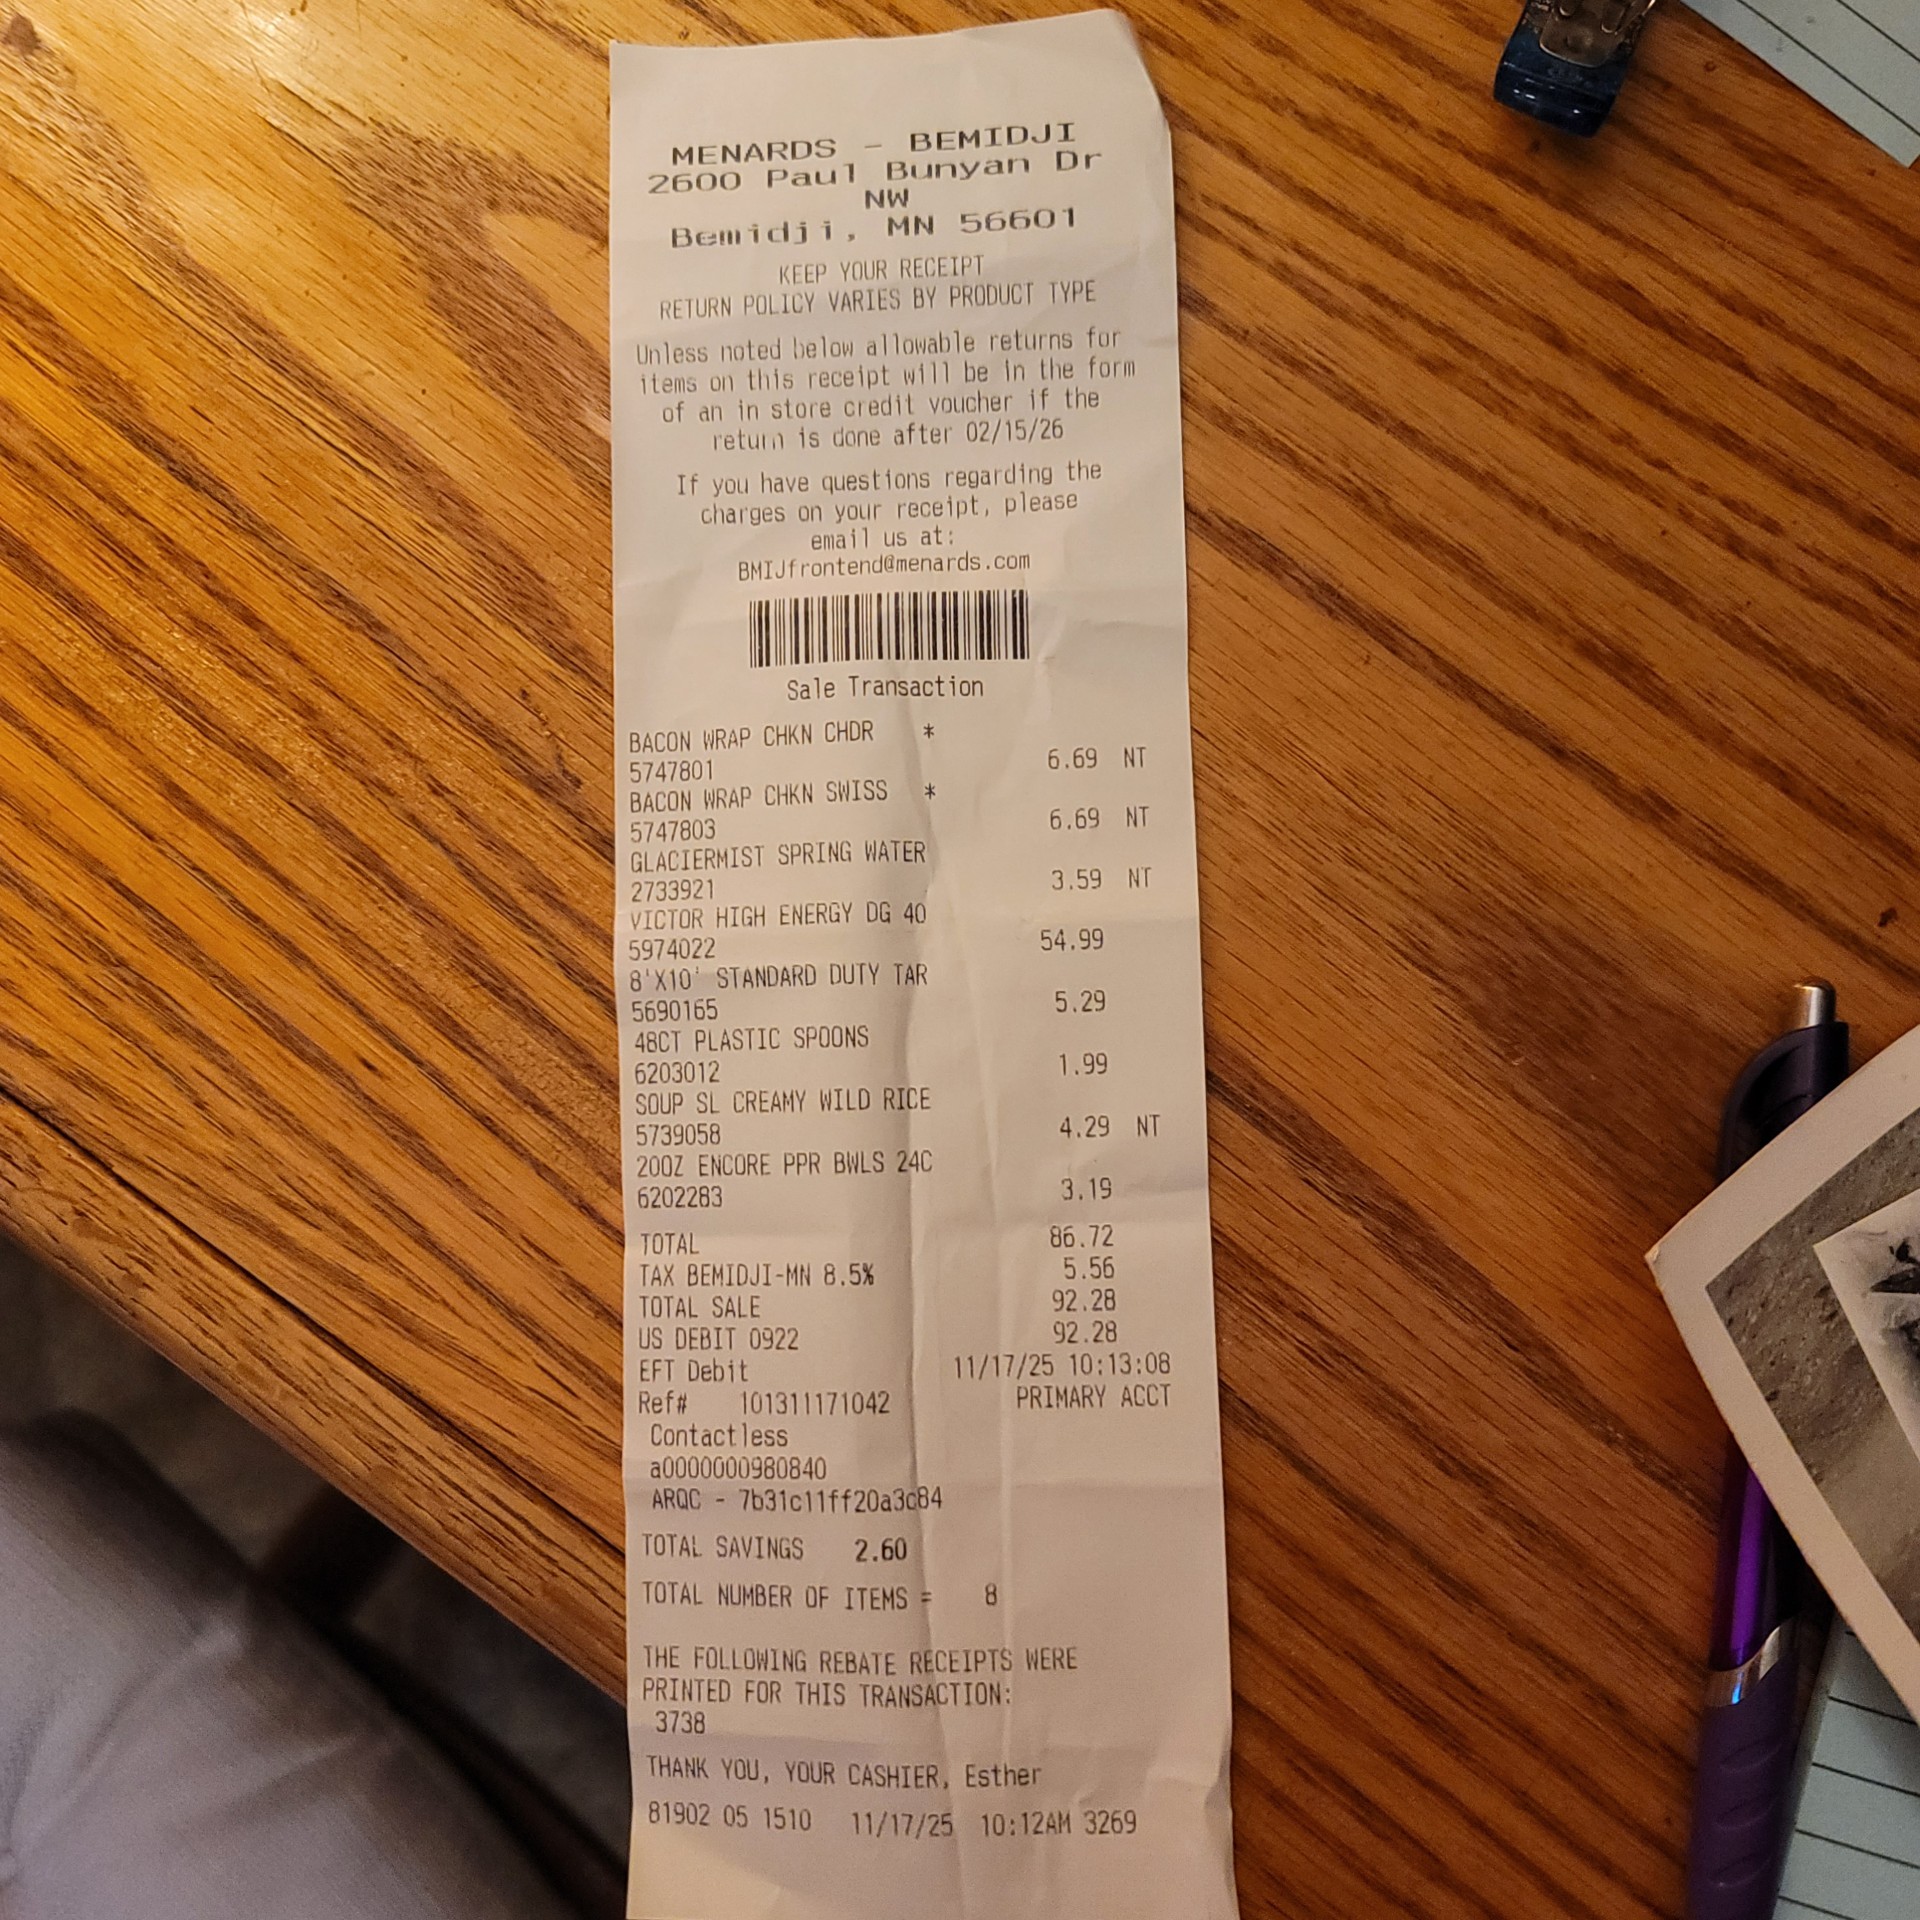 MENARDS - BEMIDJI
2600 Paul Bunyan Dr
NW
Bemidji, MN 56601
KEEP YOUR RECEIPT
RETURN POLICY VARIES BY PRODUCT TYPE
Unless noted below allowable returns for
items on this receipt will be in the form
of an in store credit voucher if the
return is done after 02/15/26
If you have questions regarding the
charges on your receipt, please
email us at:
BMIJfrontend@menards.com
Sale Transaction
BACON WRAP CHKN CHDR *
5747801 6.69 NT
BACON WRAP CHKN SWISS *
5747803 6.69 NT
GLACIERMIST SPRING WATER
2733921 3.59 NT
VICTOR HIGH ENERGY DG 40
5974022 54.99
8'X10' STANDARD DUTY TAR
5690165 5.29
48CT PLASTIC SPOONS
6203012 1.99
SOUP SL CREAMY WILD RICE
5739058 4.29 NT
20OZ ENCORE PPR BWLS 24C
6202283 3.19
TOTAL 86.72
TAX BEMIDJI-MN 8.5% 5.56
TOTAL SALE 92.28
US DEBIT 0922 92.28
EFT Debit 11/17/25 10:13:08
Ref# 101311171042 PRIMARY ACCT
Contactless
a0000000980840
ARQC - 7b31c11ff20a3c84
TOTAL SAVINGS 2.60
TOTAL NUMBER OF ITEMS = 8
THE FOLLOWING REBATE RECEIPTS WERE
PRINTED FOR THIS TRANSACTION:
3738
THANK YOU, YOUR CASHIER, Esther
81902 05 1510 11/17/25 10:12AM 3269